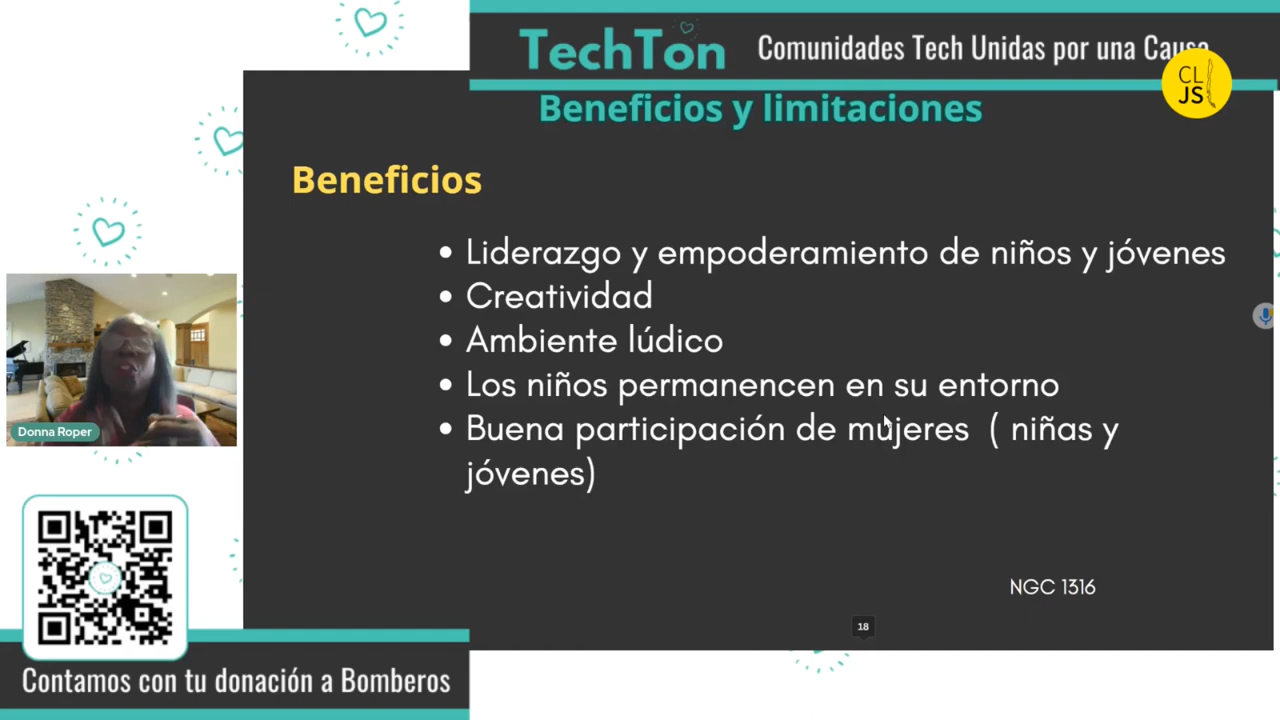 TechTon
Comunidades Tech Unidas por una Causa
CL
JS
Beneficios y limitaciones
Beneficios
• Liderazgo y empoderamiento de niños y jóvenes
• Creatividad
• Ambiente lúdico
• Los niños permanencen en su entorno
• Buena participación de mujeres ( niñas y
jóvenes)
Donna Roper
NGC 1316
18
Contamos con tu donación a Bomberos